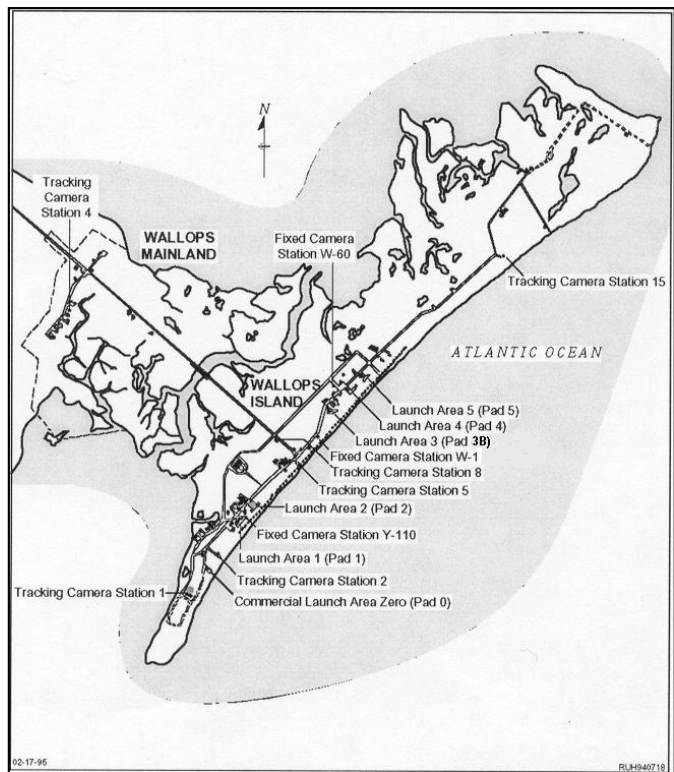 N
Tracking
Camera
Station 4
WALLOPS
MAINLAND
Fixed Camera
Station W-60
Tracking Camera Station 15
ATLANTIC OCEAN
WALLOPS
ISLAND
Launch Area 5 (Pad 5)
Launch Area 4 (Pad 4)
Launch Area 3 (Pad 3B)
Fixed Camera Station W-1
Tracking Camera Station 8
Tracking Camera Station 5
Launch Area 2 (Pad 2)
Fixed Camera Station Y-110
Launch Area 1 (Pad 1)
Tracking Camera Station 2
Tracking Camera Station 1
Commercial Launch Area Zero (Pad 0)
02-17-95
RUH940718